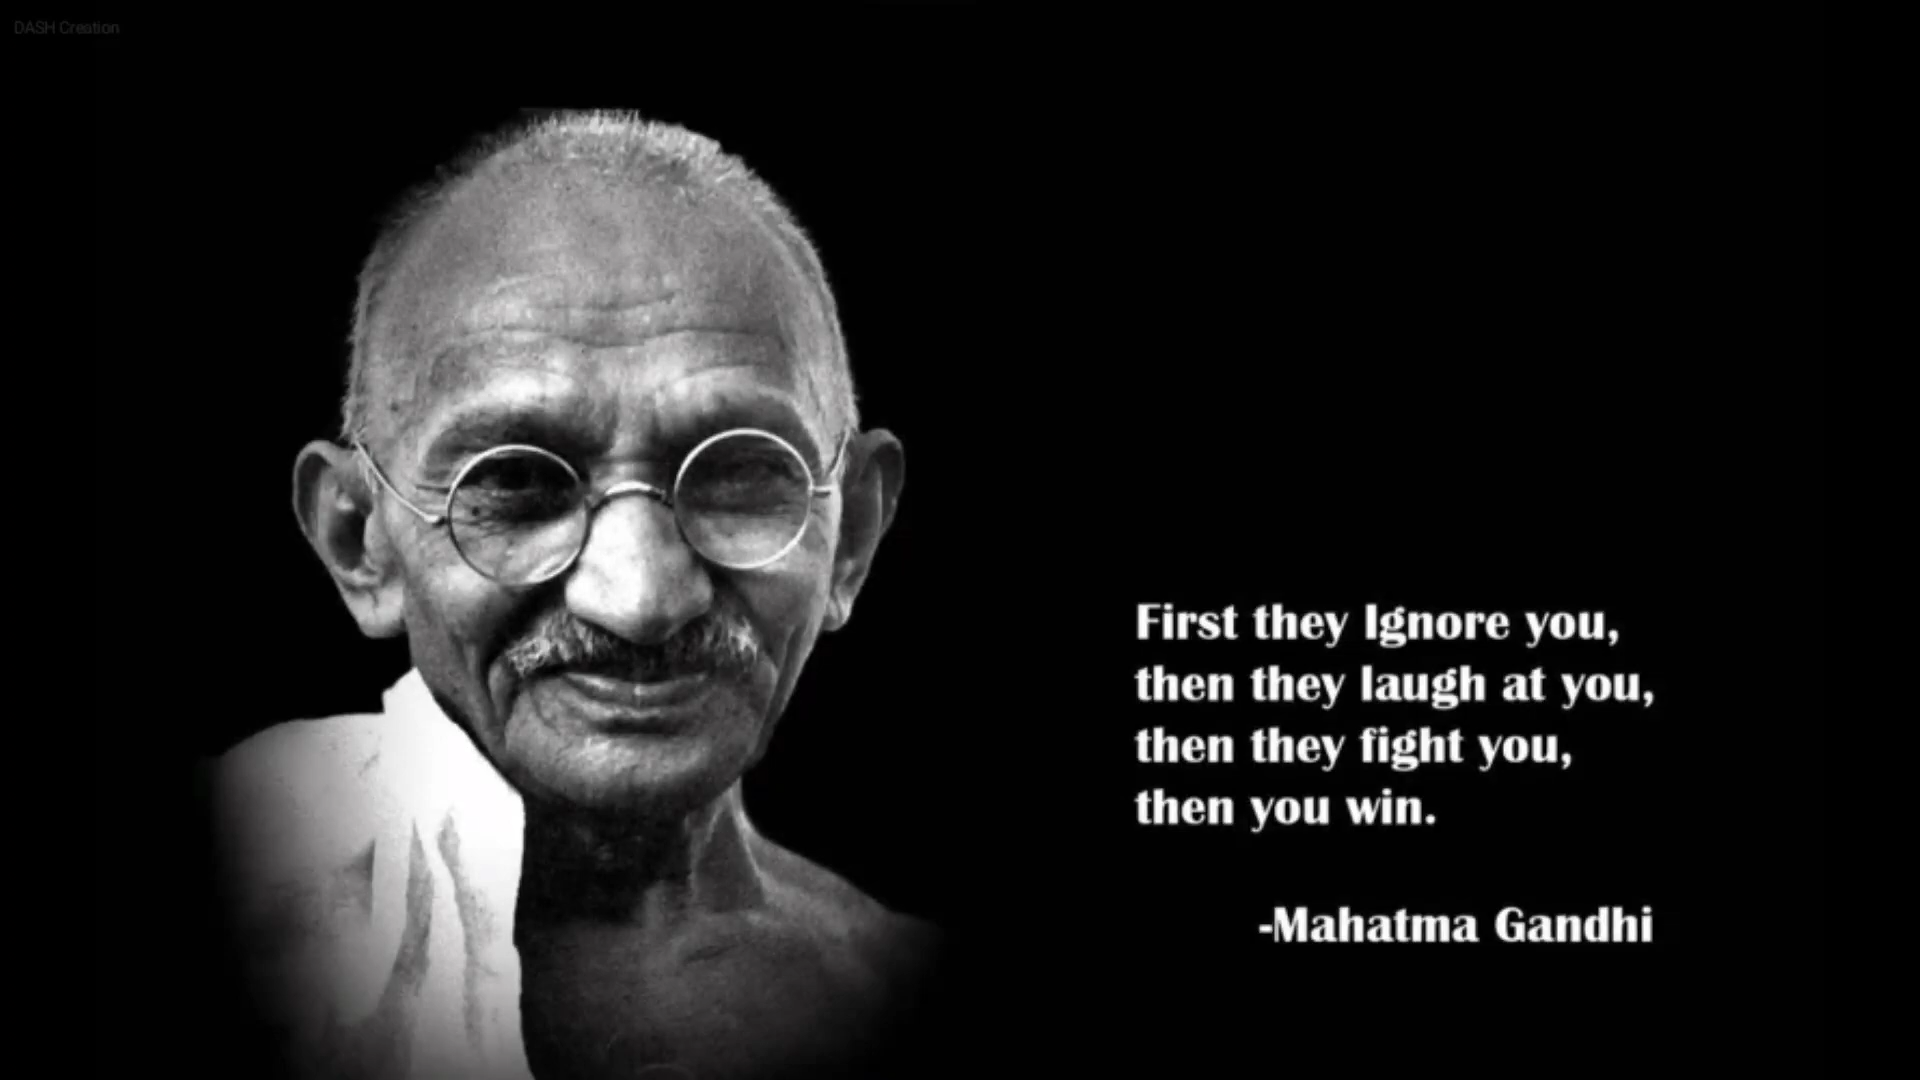 DASH Creation
First they Ignore you,
then they laugh at you,
then they fight you,
then you win.
-Mahatma Gandhi